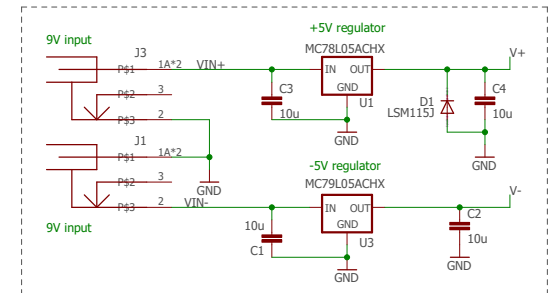 +5V regulator
9V input
J3
MC78L05ACHX
V+
P$1 1A*2 VIN+
IN OUT
P$2 3
C3
GND
D1
C4
10u
U1
LSM115J
10u
P$3 2
GND
GND
J1
P$1 1A*2
-5V regulator
P$2 3
GND
MC79L05ACHX
V-
P$3 2 VIN-
IN OUT
9V input
10u
GND
C2
C1
U3
10u
GND
GND